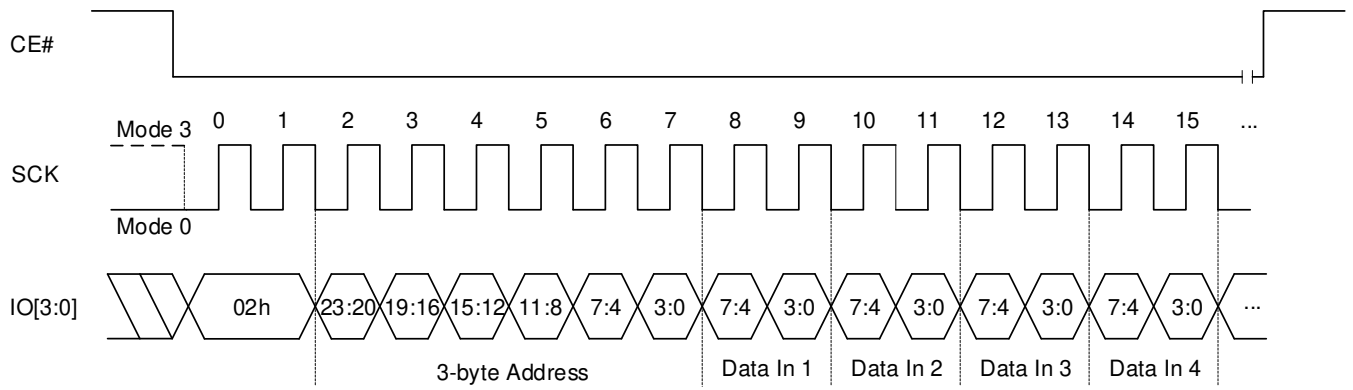 CE#
Mode 3 0 1 2 3 4 5 6 7 8 9 10 11 12 13 14 15 ...
SCK
Mode 0
IO[3:0] 02h 23:20 19:16 15:12 11:8 7:4 3:0 7:4 3:0 7:4 3:0 7:4 3:0 7:4 3:0 ...
3-byte Address Data In 1 Data In 2 Data In 3 Data In 4